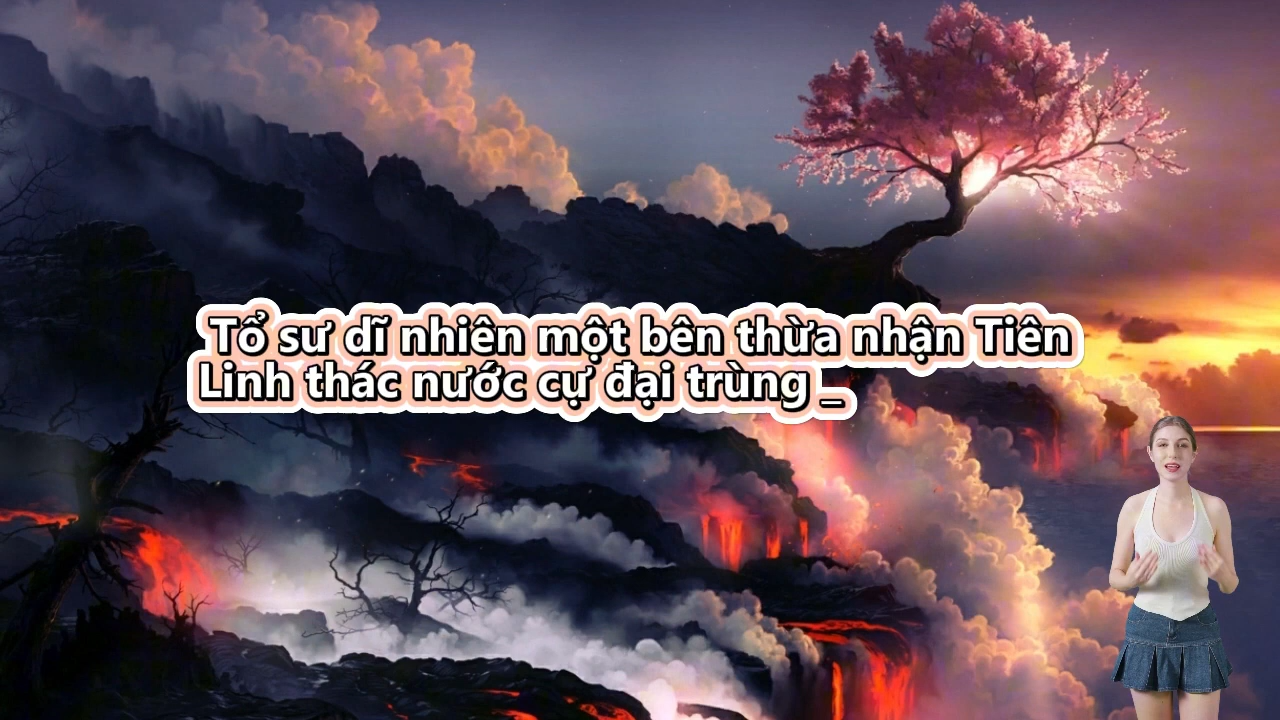 Tổ sư dĩ nhiên một bên thừa nhận Tiên
Linh thác nước cự đại trùng _